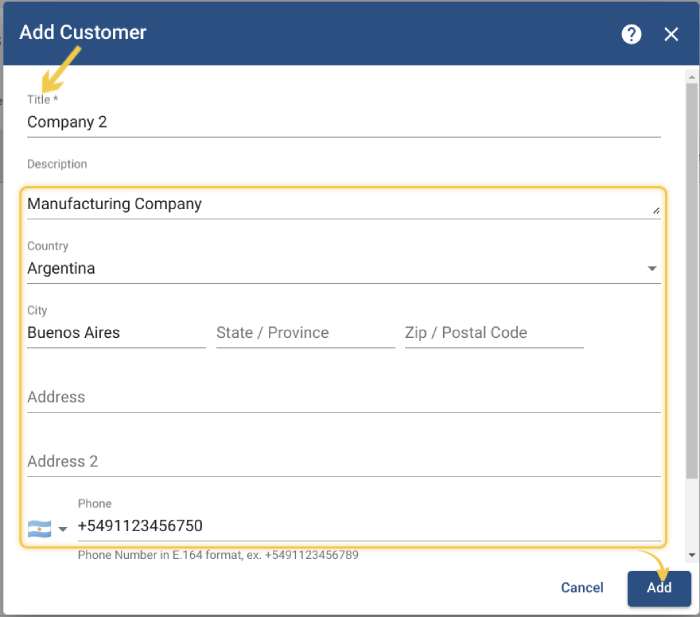 Add Customer
Title *
Company 2
Description
Manufacturing Company
Country
Argentina
City
Buenos Aires State / Province Zip / Postal Code
Address
Address 2
Phone
+5491123456750
Phone Number in E.164 format, ex. +5491123456789
Cancel Add